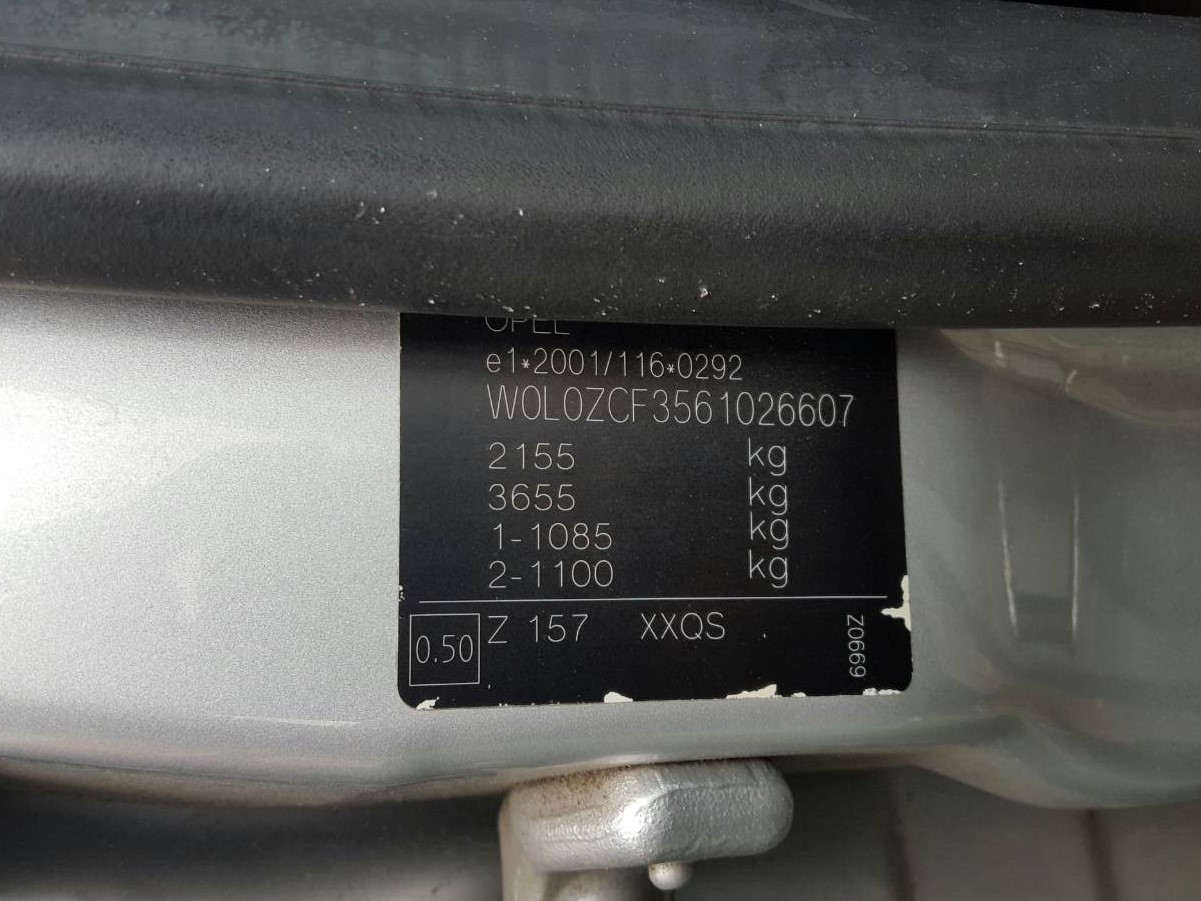 OPEL
e1*2001/116*0292
W0L0ZCF3561026607
2155 kg
3655 kg
1-1085 kg
2-1100 kg
0.50 Z 157 XXQS
6990Z